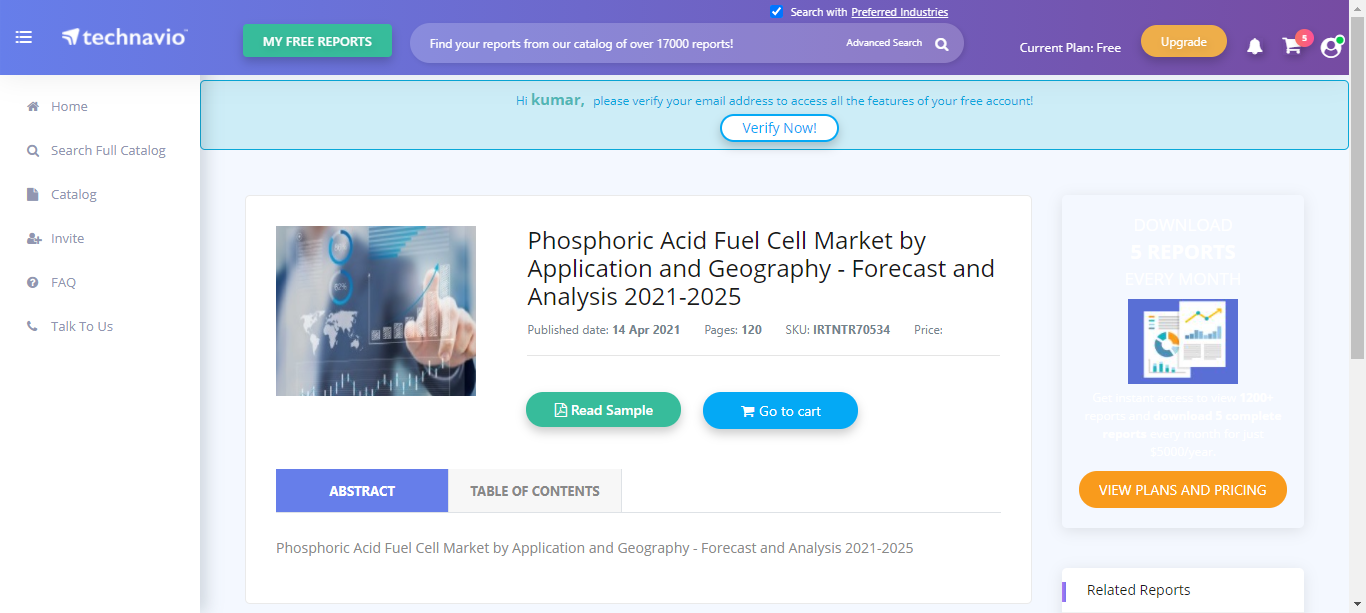 Search with Preferred Industries
technavio
MY FREE REPORTS
Find your reports from our catalog of over 17000 reports!
Advanced Search
Current Plan: Free
Upgrade
5
Home
Search Full Catalog
Catalog
Invite
FAQ
Talk To Us
Hi kumar, please verify your email address to access all the features of your free account!
Verify Now!
Phosphoric Acid Fuel Cell Market by
Application and Geography - Forecast and
Analysis 2021-2025
Published date: 14 Apr 2021 Pages: 120 SKU: IRTNTR70534 Price:
Read Sample
Go to cart
ABSTRACT
TABLE OF CONTENTS
Phosphoric Acid Fuel Cell Market by Application and Geography - Forecast and Analysis 2021-2025
DOWNLOAD
5 REPORTS
EVERY MONTH
Get instant access to view 1200+
reports and download 5 complete
reports every month for just
$5000/year.
VIEW PLANS AND PRICING
Related Reports